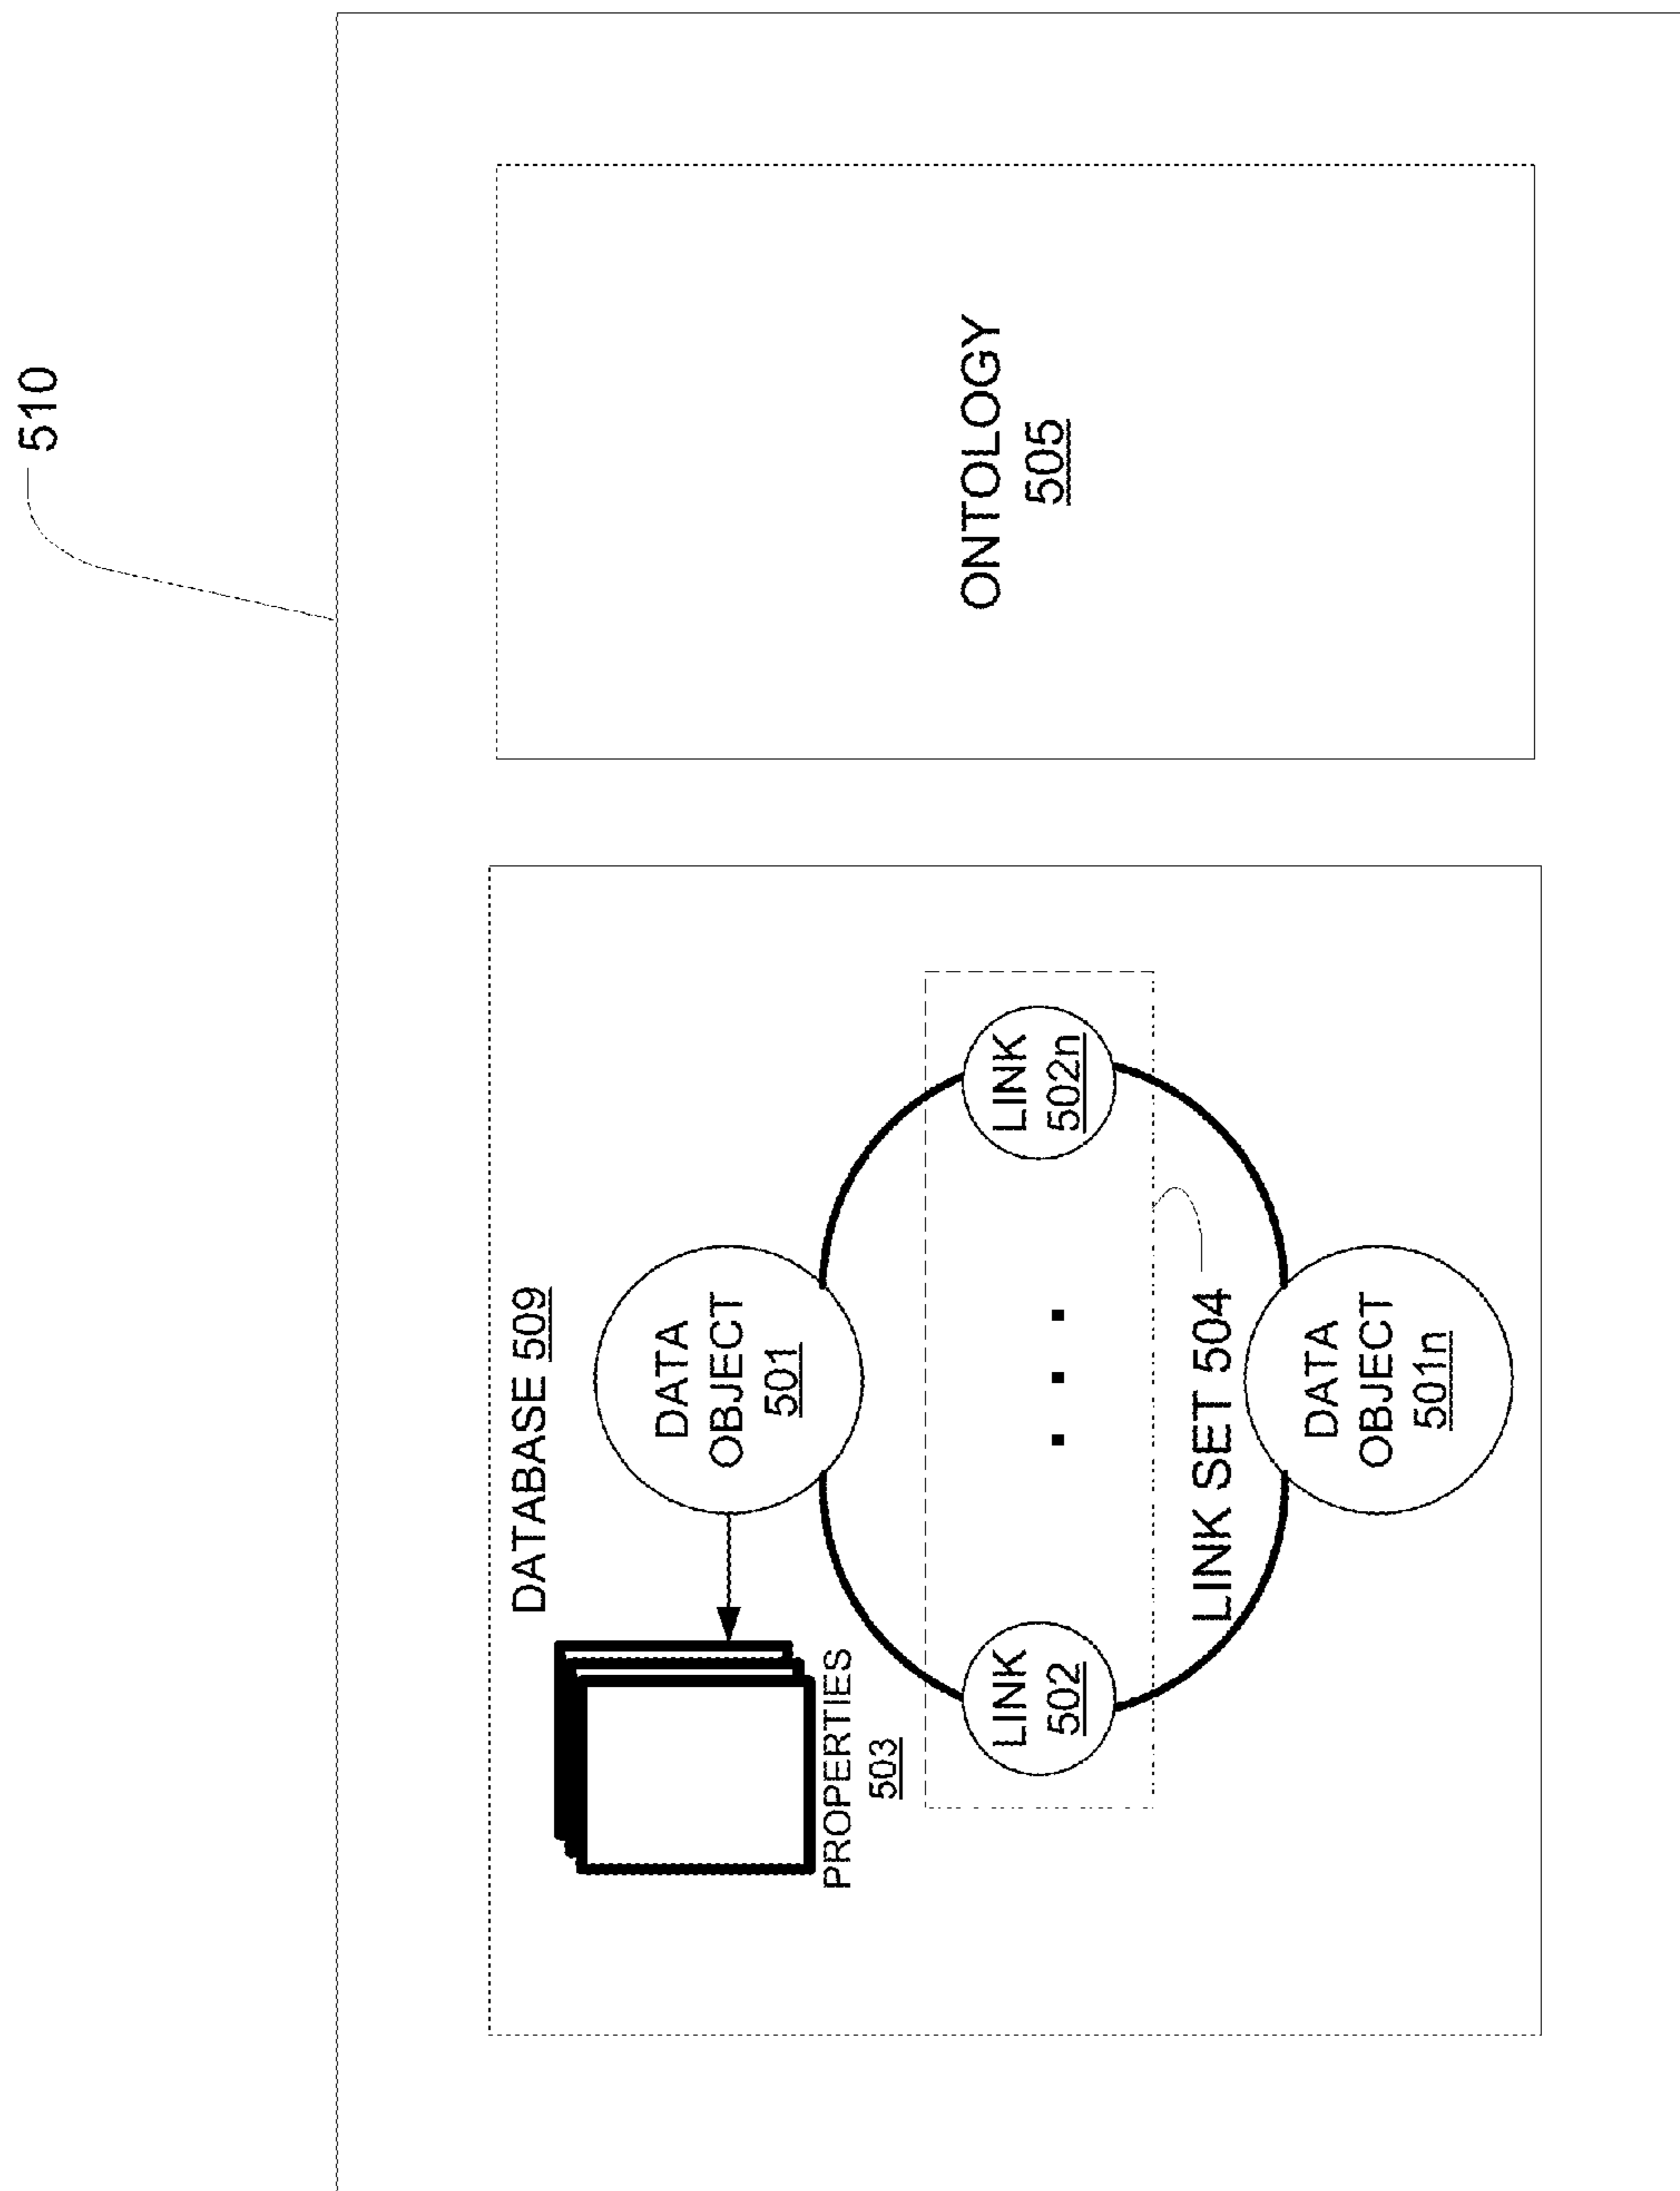 510
DATABASE 509
DATA
OBJECT
501
PROPERTIES
503
LINK
502
. . .
LINK
502n
LINK SET 504
DATA
OBJECT
501n
ONTOLOGY
505